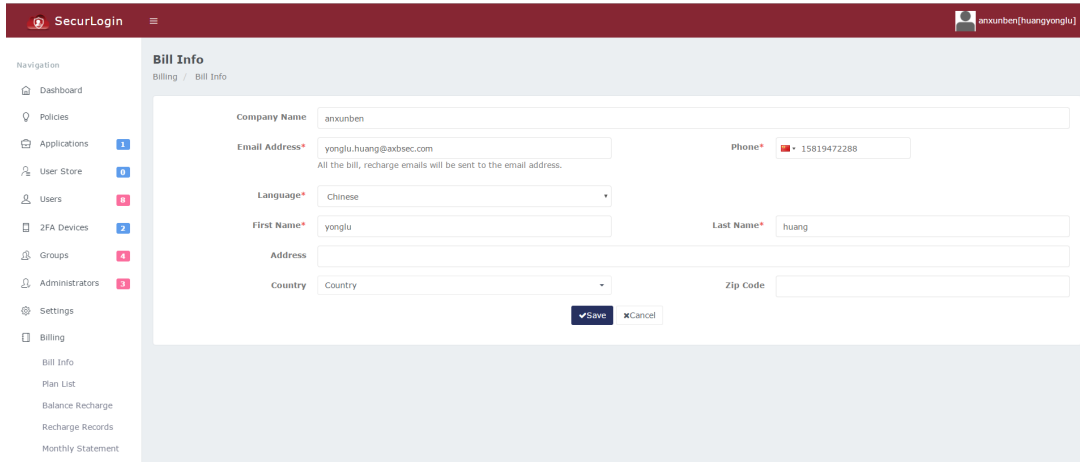 SecurLogin
anxunben[huangyonglu]
Navigation
Dashboard
Policies
Applications 1
User Store 0
Users 8
2FA Devices 2
Groups 4
Administrators 3
Settings
Billing
Bill Info
Plan List
Balance Recharge
Recharge Records
Monthly Statement
Bill Info
Billing / Bill Info
Company Name anxunben
Email Address* yonglu.huang@axbsec.com Phone* 15819472288
All the bill, recharge emails will be sent to the email address.
Language* Chinese
First Name* yonglu Last Name* huang
Address
Country Country Zip Code
Save Cancel